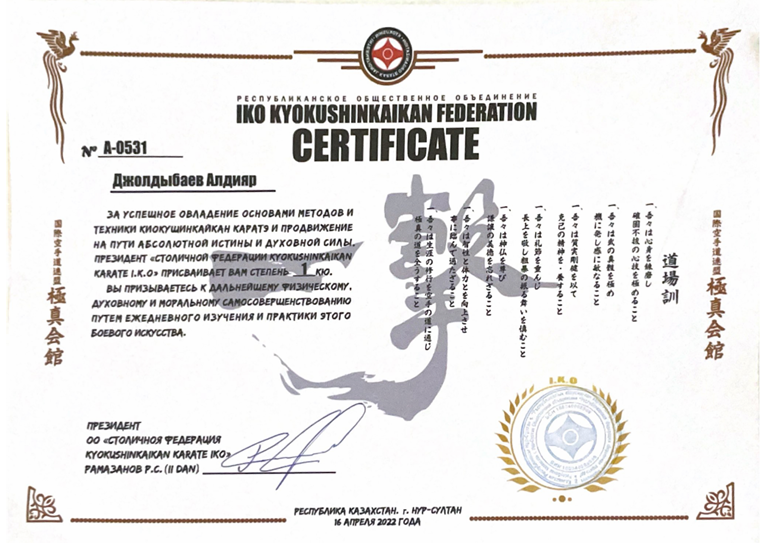 РЕСПУБЛИКАНСКОЕ ОБЩЕСТВЕННОЕ ОБЪЕДИНЕНИЕ
IKO KYOKUSHINKAIKAN FEDERATION
CERTIFICATE
№ A-0531
Джолдыбаев Алдияр
ЗА УСПЕШНОЕ ОВЛАДЕНИЕ ОСНОВАМИ МЕТОДОВ И
ТЕХНИКИ КИОКУШИНКАЙКАН КАРАТЭ И ПРОДВИЖЕНИЕ
НА ПУТИ АБСОЛЮТНОЙ ИСТИНЫ И ДУХОВНОЙ СИЛЫ,
ПРЕЗИДЕНТ «СТОЛИЧНОЙ ФЕДЕРАЦИИ KYOKUSHINKAIKAN
KARATE I.K.O» ПРИСВАИВАЕТ ВАМ СТЕПЕНЬ 1 КЮ.
ВЫ ПРИЗЫВАЕТЕСЬ К ДАЛЬНЕЙШЕМУ ФИЗИЧЕСКОМУ,
ДУХОВНОМУ И МОРАЛЬНОМУ САМОСОВЕРШЕНСТВОВАНИЮ
ПУТЕМ ЕЖЕДНЕВНОГО ИЗУЧЕНИЯ И ПРАКТИКИ ЭТОГО
БОЕВОГО ИСКУССТВА.
道場訓
一、吾々は心身を錬磨し
確固不抜の心技を極めること
一、吾々は武の真髄を極め
機に発し感に敏なること
一、吾々は質実剛健を以て
克己の精神を養すること
一、吾々は礼節を重んじ
長上を敬し粗暴の振る舞いを慎むこと
一、吾々は神仏を尊び
謙譲の美徳を忘れざること
一、吾々は智性と体力とを向上させ
事に臨んで過たざること
一、吾々は生涯の修行を空手の道に通じ
極真の道を全うすること
国際空手道連盟 極真会館
国際空手道連盟 極真会館
I.K.O
ПРЕЗИДЕНТ
ОО «СТОЛИЧНАЯ ФЕДЕРАЦИЯ
KYOKUSHINKAIKAN KARATE IKO»
РАМАЗАНОВ Р.С. (II DAN)
РЕСПУБЛИКА КАЗАХСТАН. г. НУР-СУЛТАН
16 АПРЕЛЯ 2022 ГОДА